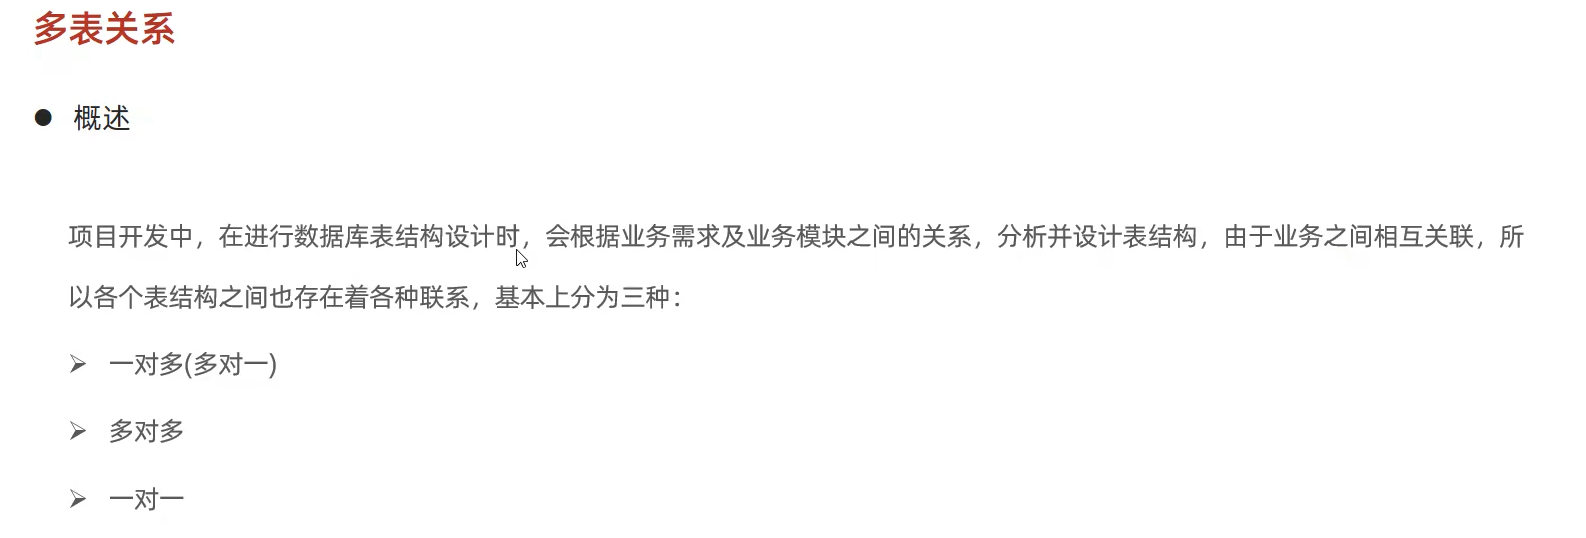 多表关系
概述
项目开发中，在进行数据库表结构设计时，会根据业务需求及业务模块之间的关系，分析并设计表结构，由于业务之间相互关联，所
以各个表结构之间也存在着各种联系，基本上分为三种：
一对多(多对一)
多对多
一对一